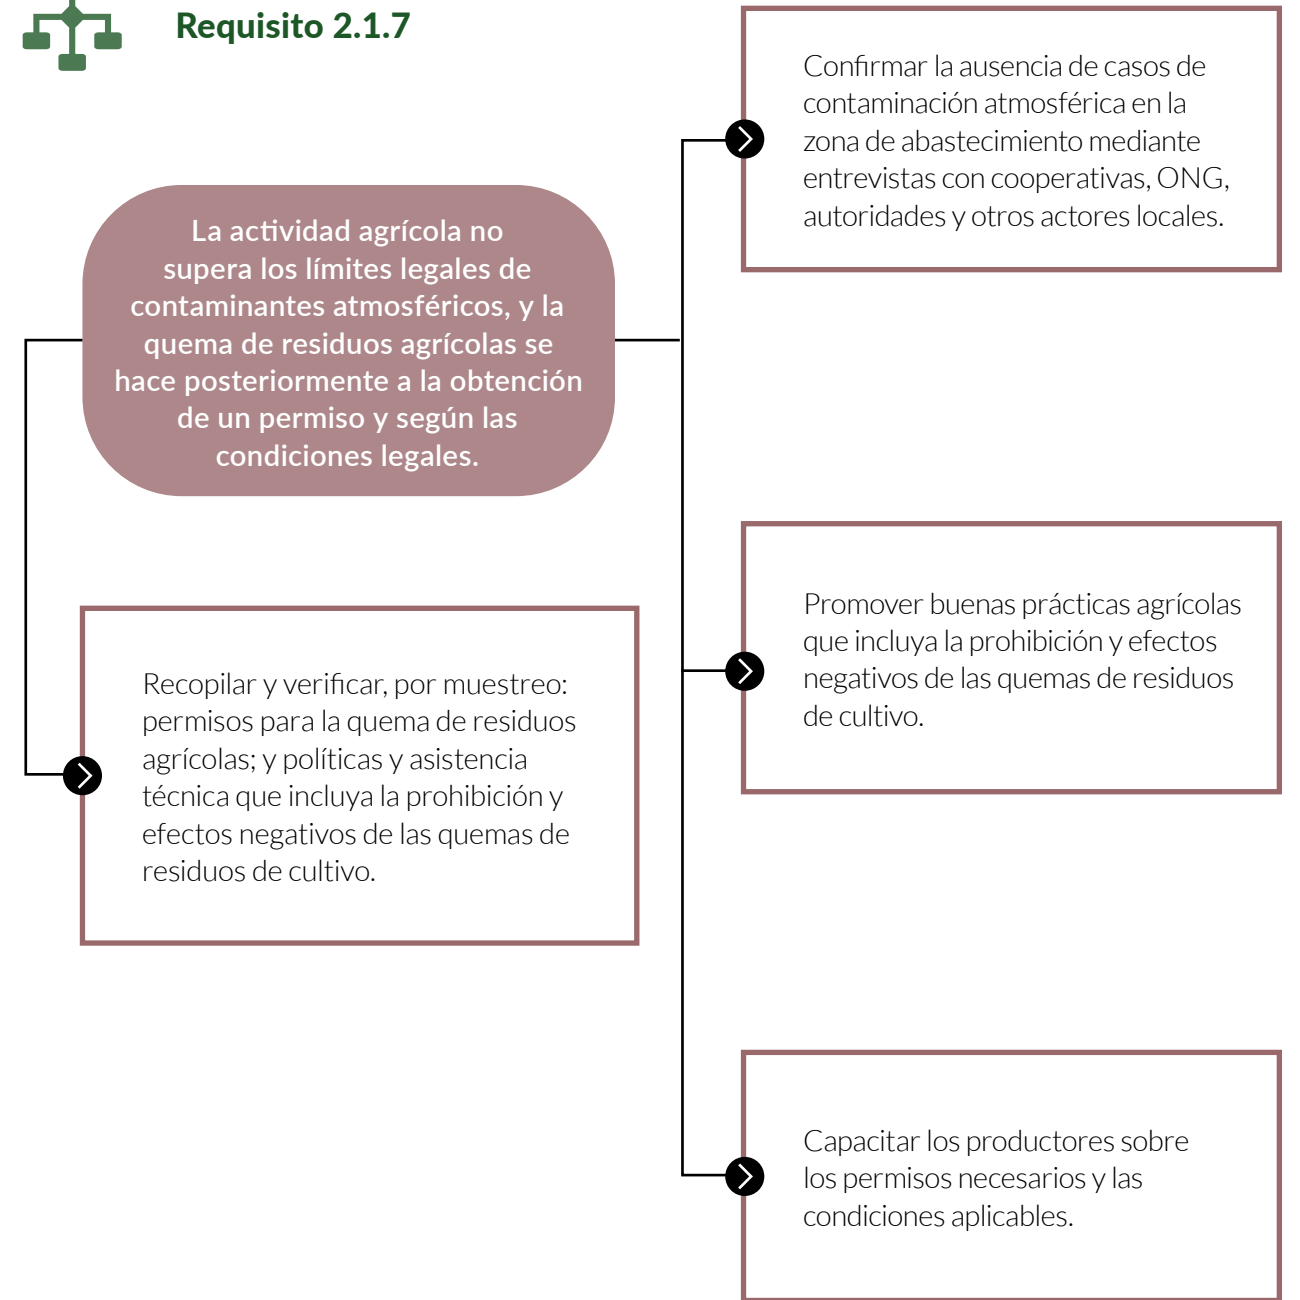 Requisito 2.1.7
La actividad agrícola no
supera los límites legales de
contaminantes atmosféricos, y la
quema de residuos agrícolas se
hace posteriormente a la obtención
de un permiso y según las
condiciones legales.
Recopilar y verificar, por muestreo:
permisos para la quema de residuos
agrícolas; y políticas y asistencia
técnica que incluya la prohibición y
efectos negativos de las quemas de
residuos de cultivo.
Confirmar la ausencia de casos de
contaminación atmosférica en la
zona de abastecimiento mediante
entrevistas con cooperativas, ONG,
autoridades y otros actores locales.
Promover buenas prácticas agrícolas
que incluya la prohibición y efectos
negativos de las quemas de residuos
de cultivo.
Capacitar los productores sobre
los permisos necesarios y las
condiciones aplicables.